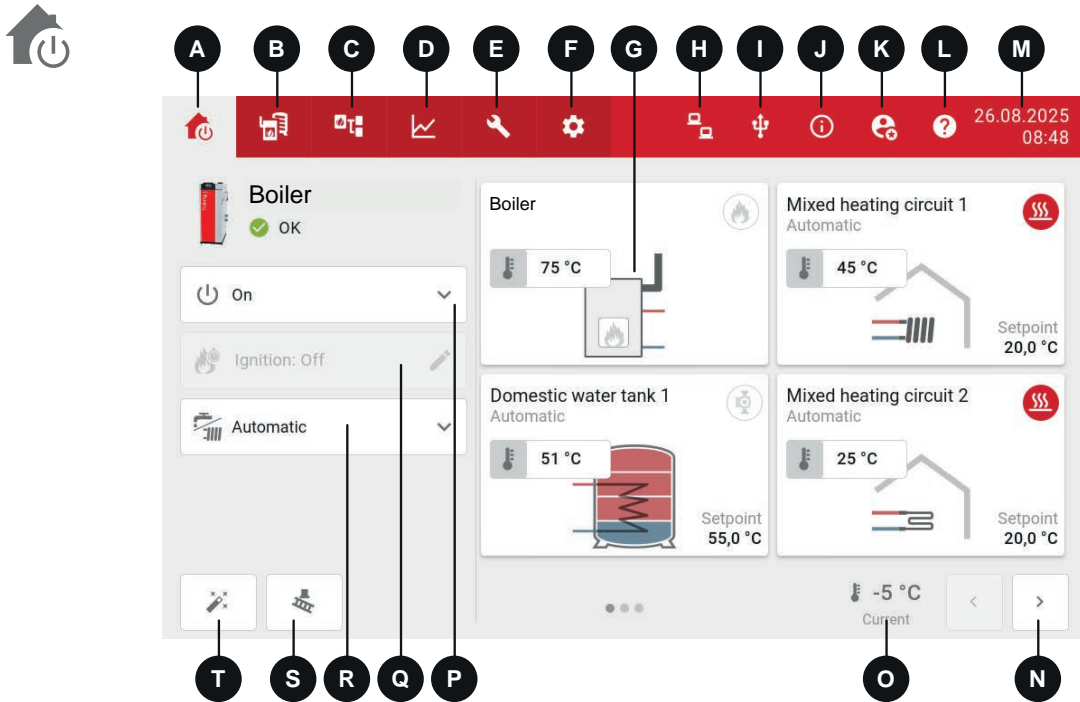 A B C D E F G H I J K L M
26.08.2025
08:48
Boiler
OK
On
Ignition: Off
Automatic
Boiler
75 °C
Mixed heating circuit 1
Automatic
45 °C
Setpoint
20,0 °C
Domestic water tank 1
Automatic
51 °C
Setpoint
55,0 °C
Mixed heating circuit 2
Automatic
25 °C
Setpoint
20,0 °C
-5 °C
Current
T S R Q P O N